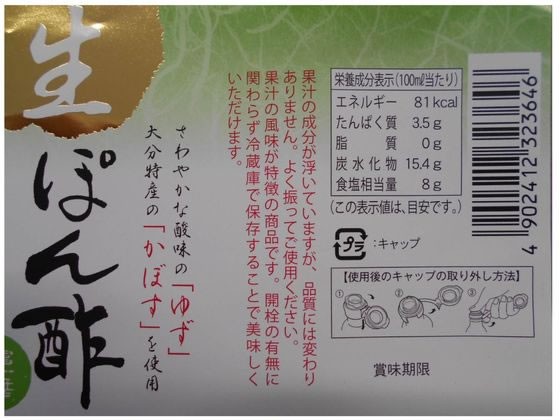 生
ぽん酢
さわやかな酸味の「ゆず」
大分特産の「かぼす」を使用
果汁の成分が浮いていますが、品質には変わり
ありません。よく振ってご使用ください。
果汁の風味が特徴の商品です。開栓の有無に
関わらず冷蔵庫で保存することで美味しく
いただけます。
栄養成分表示(100ml当たり)
エネルギー 81kcal
たんぱく質 3.5g
脂質 0g
炭水化物 15.4g
食塩相当量 8g
(この表示値は、目安です。)
プラ :キャップ
【使用後のキャップの取り外し方法】
① ② ③
賞味期限
4 902412 323646